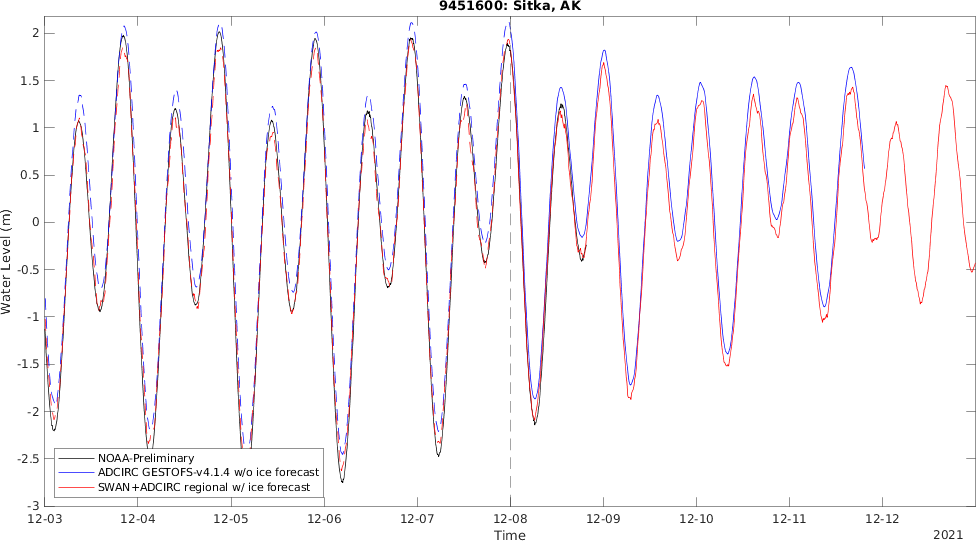 9451600: Sitka, AK
Water Level (m)
2
1.5
1
0.5
0
-0.5
-1
-1.5
-2
-2.5
-3
NOAA-Preliminary
ADCIRC GESTOFS-v4.1.4 w/o ice forecast
SWAN+ADCIRC regional w/ ice forecast
12-03 12-04 12-05 12-06 12-07 12-08 12-09 12-10 12-11 12-12
Time
2021